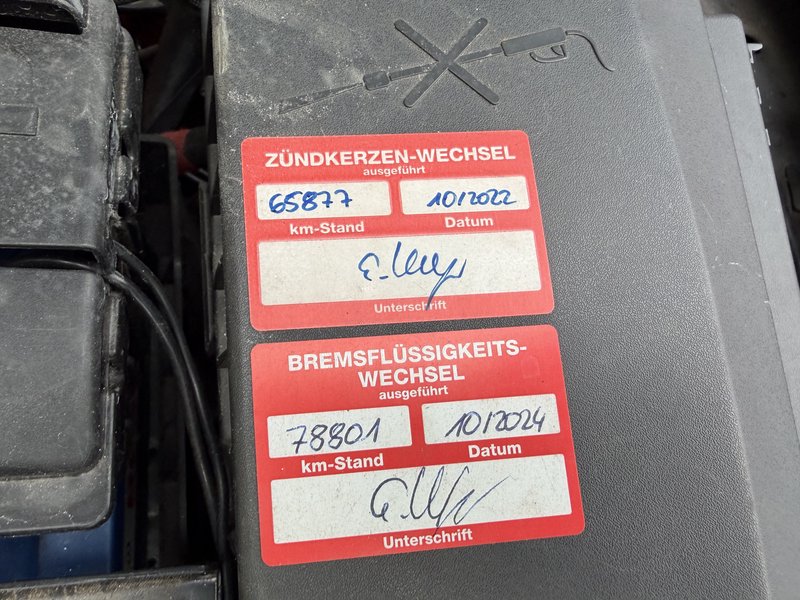 ZÜNDKERZEN-WECHSEL
ausgeführt
65877 10/2022
km-Stand Datum
Unterschrift
BREMSFLÜSSIGKEITS-
WECHSEL
ausgeführt
78801 10/2024
km-Stand Datum
Unterschrift